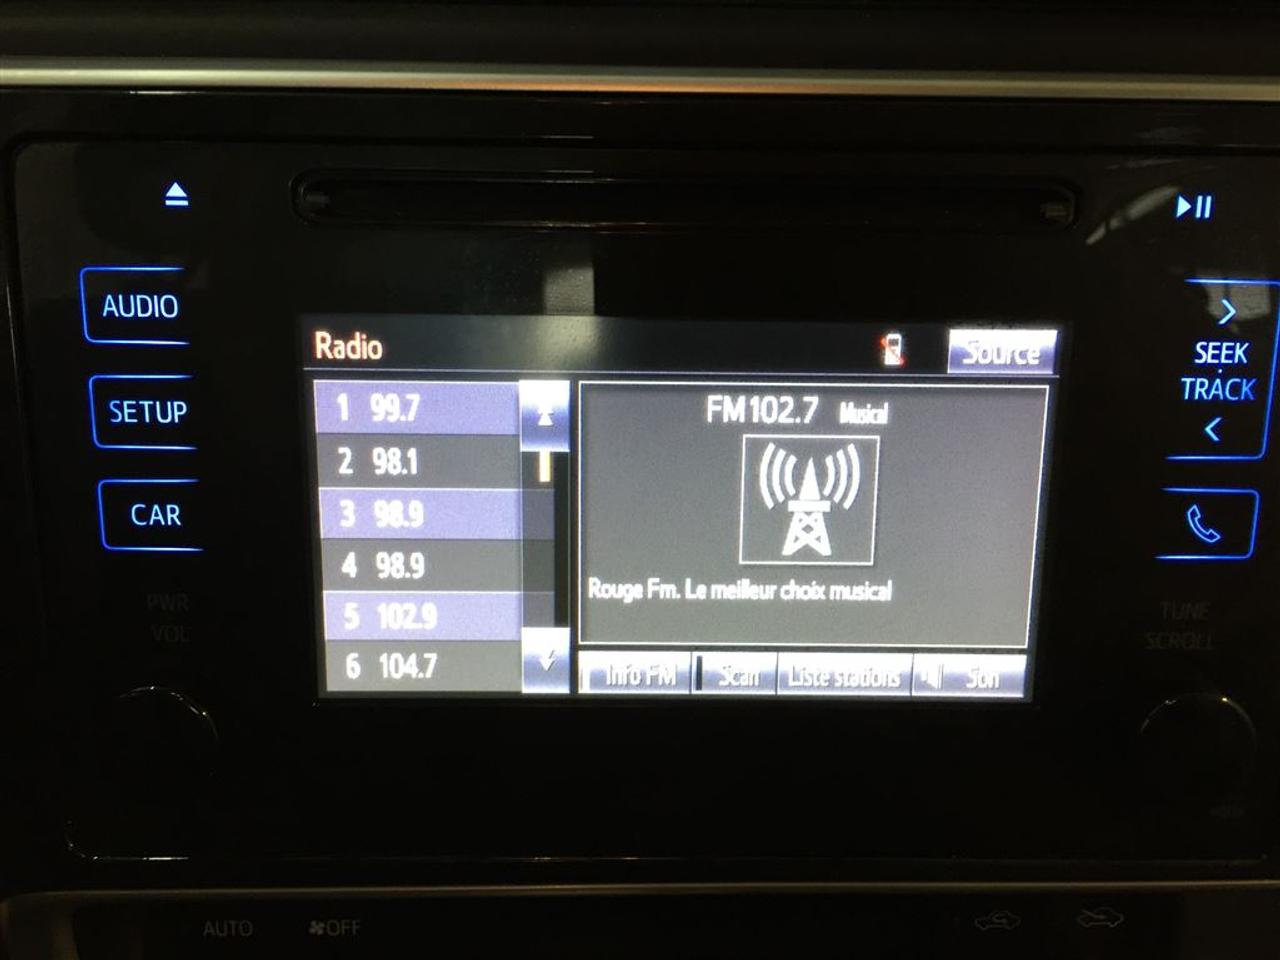 AUDIO
SETUP
CAR
PWR
VOL
Radio
Source
1 99.7
2 98.1
3 98.9
4 98.9
5 102.9
6 104.7
FM102.7 Musical
Rouge Fm. Le meilleur choix musical
Info FM Scan Liste stations Son
SEEK
TRACK
TUNE
SCROLL
AUTO OFF